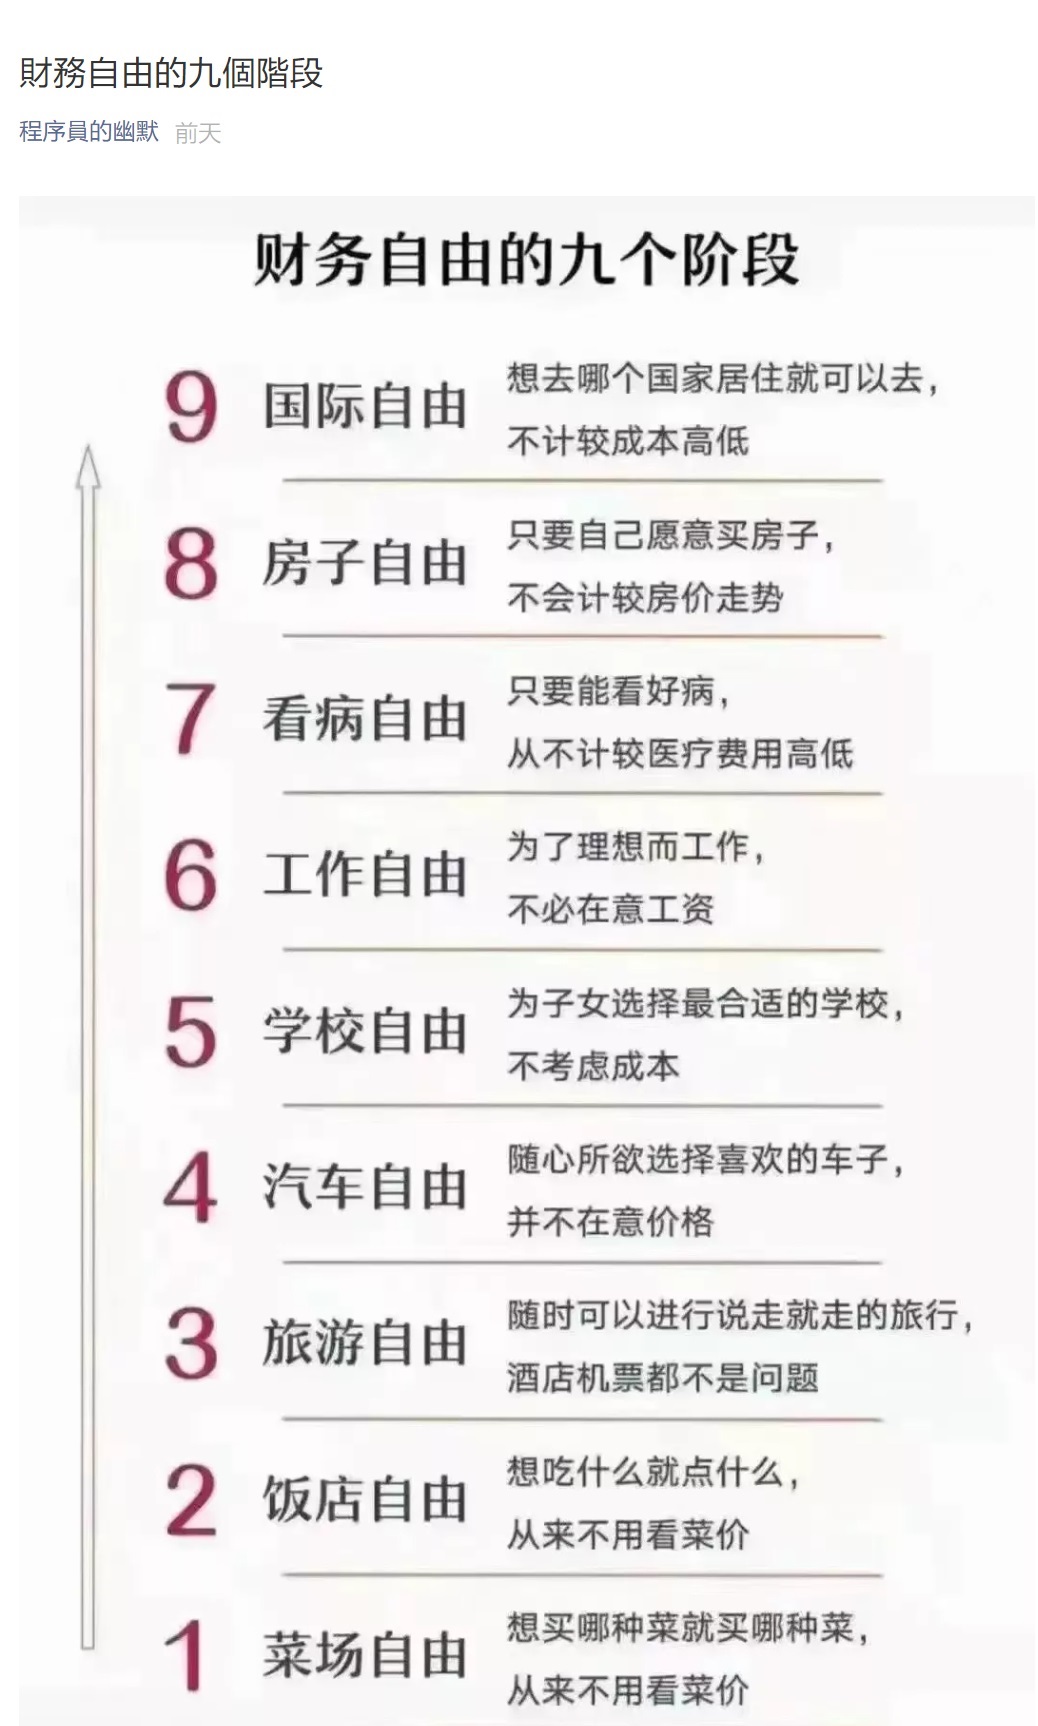 財務自由的九個階段
程序員的幽默 前天
财务自由的九个阶段
9 国际自由
想去哪个国家居住就可以去，
不计较成本高低
8 房子自由
只要自己愿意买房子，
不会计较房价走势
7 看病自由
只要能看好病，
从不计较医疗费用高低
6 工作自由
为了理想而工作，
不必在意工资
5 学校自由
为子女选择最合适的学校，
不考虑成本
4 汽车自由
随心所欲选择喜欢的车子，
并不在意价格
3 旅游自由
随时可以进行说走就走的旅行，
酒店机票都不是问题
2 饭店自由
想吃什么就点什么，
从来不用看菜价
1 菜场自由
想买哪种菜就买哪种菜，
从来不用看菜价